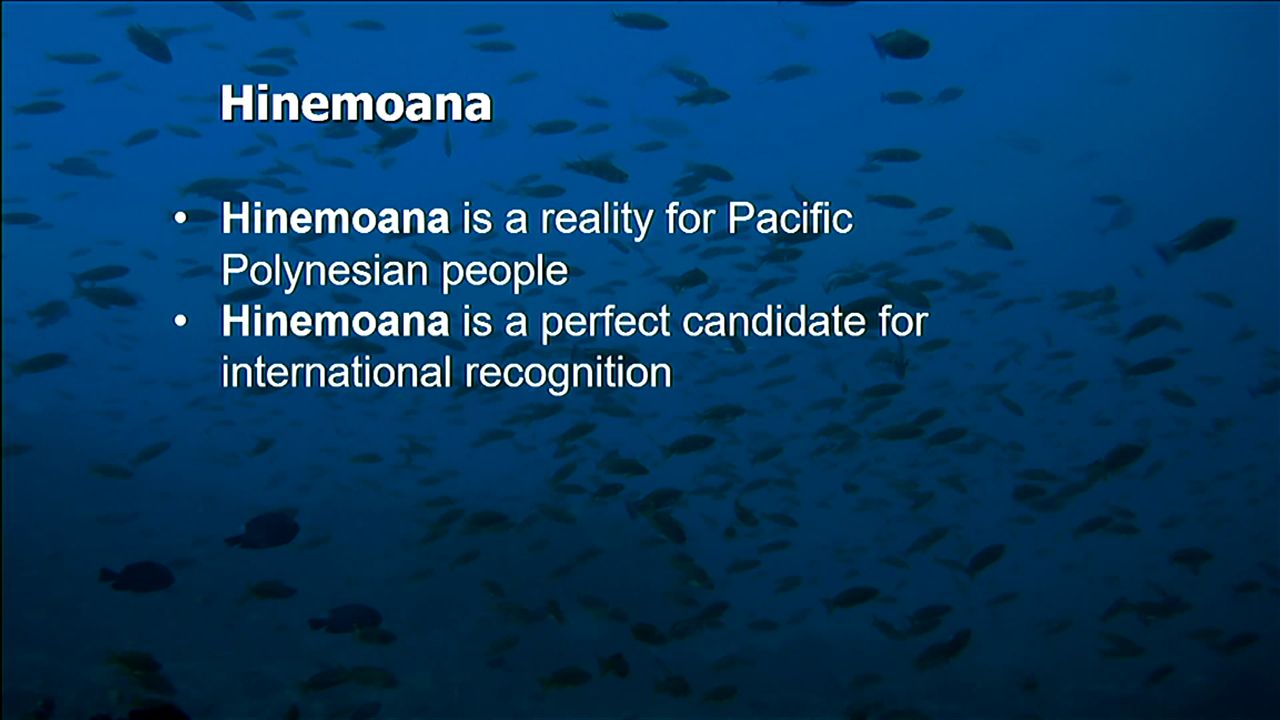 Hinemoana
• Hinemoana is a reality for Pacific
Polynesian people
• Hinemoana is a perfect candidate for
international recognition